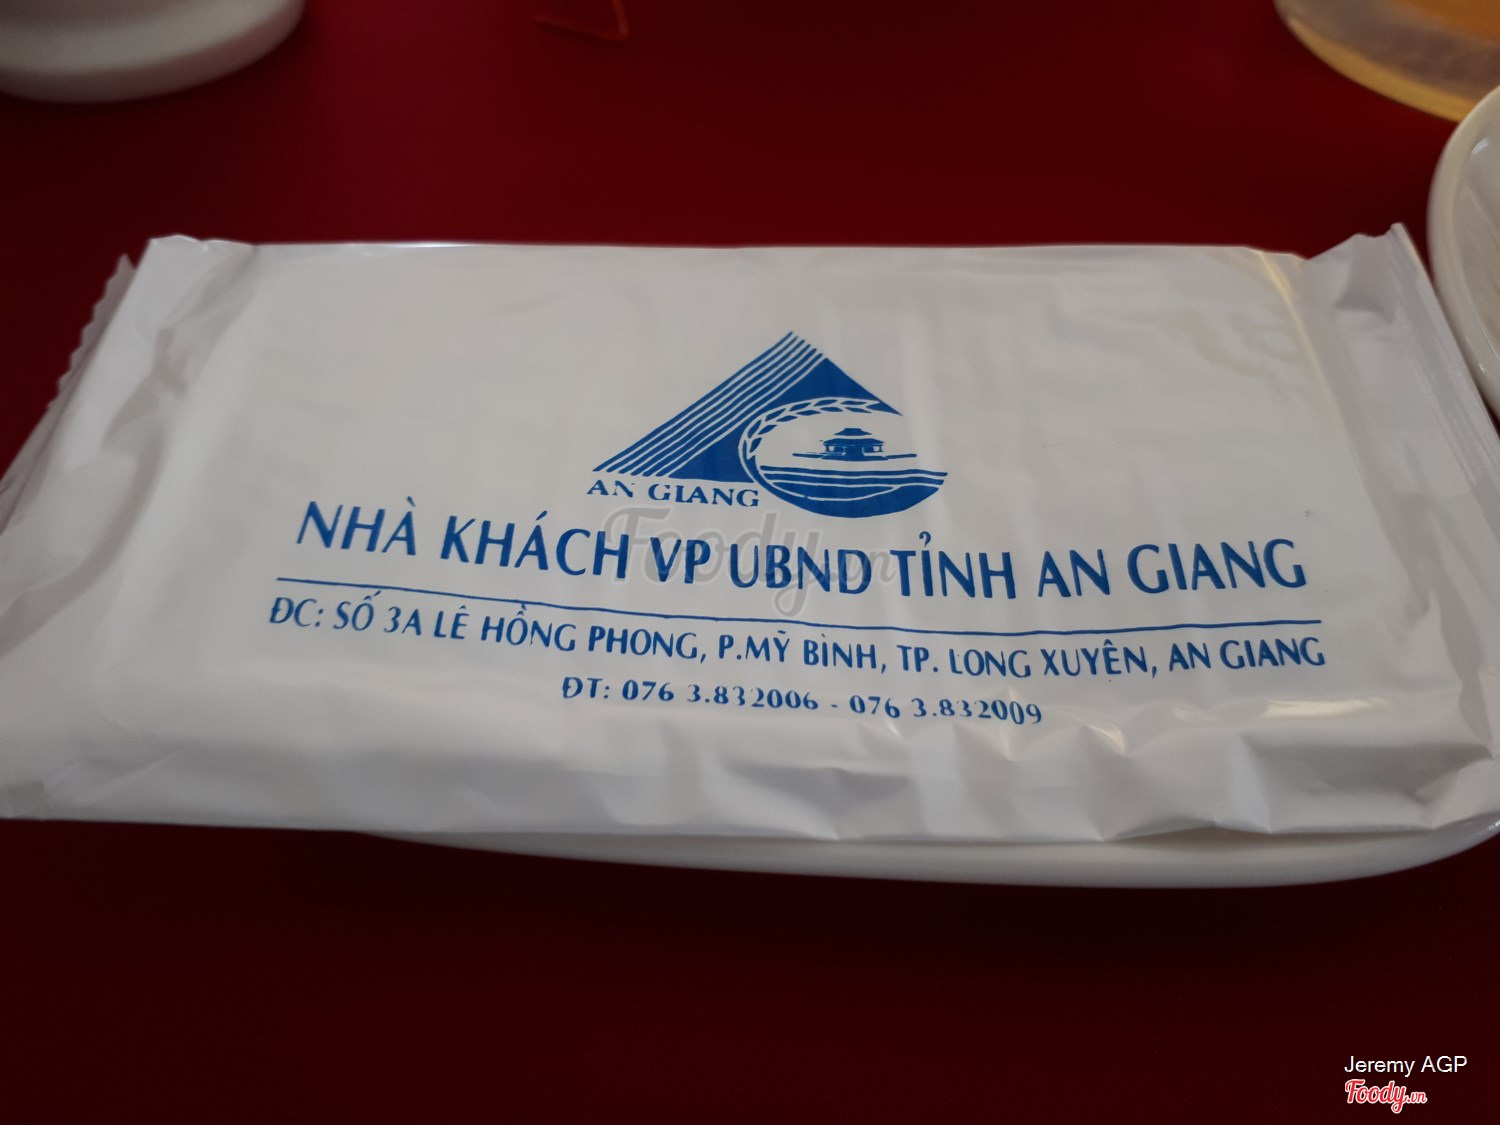 AN GIANG
NHÀ KHÁCH VP UBND TỈNH AN GIANG
ĐC: SỐ 3A LÊ HỒNG PHONG, P.MỸ BÌNH, TP. LONG XUYÊN, AN GIANG
ĐT: 076 3.832006 - 076 3.832009
Foody.vn
Jeremy AGP
Foody.vn